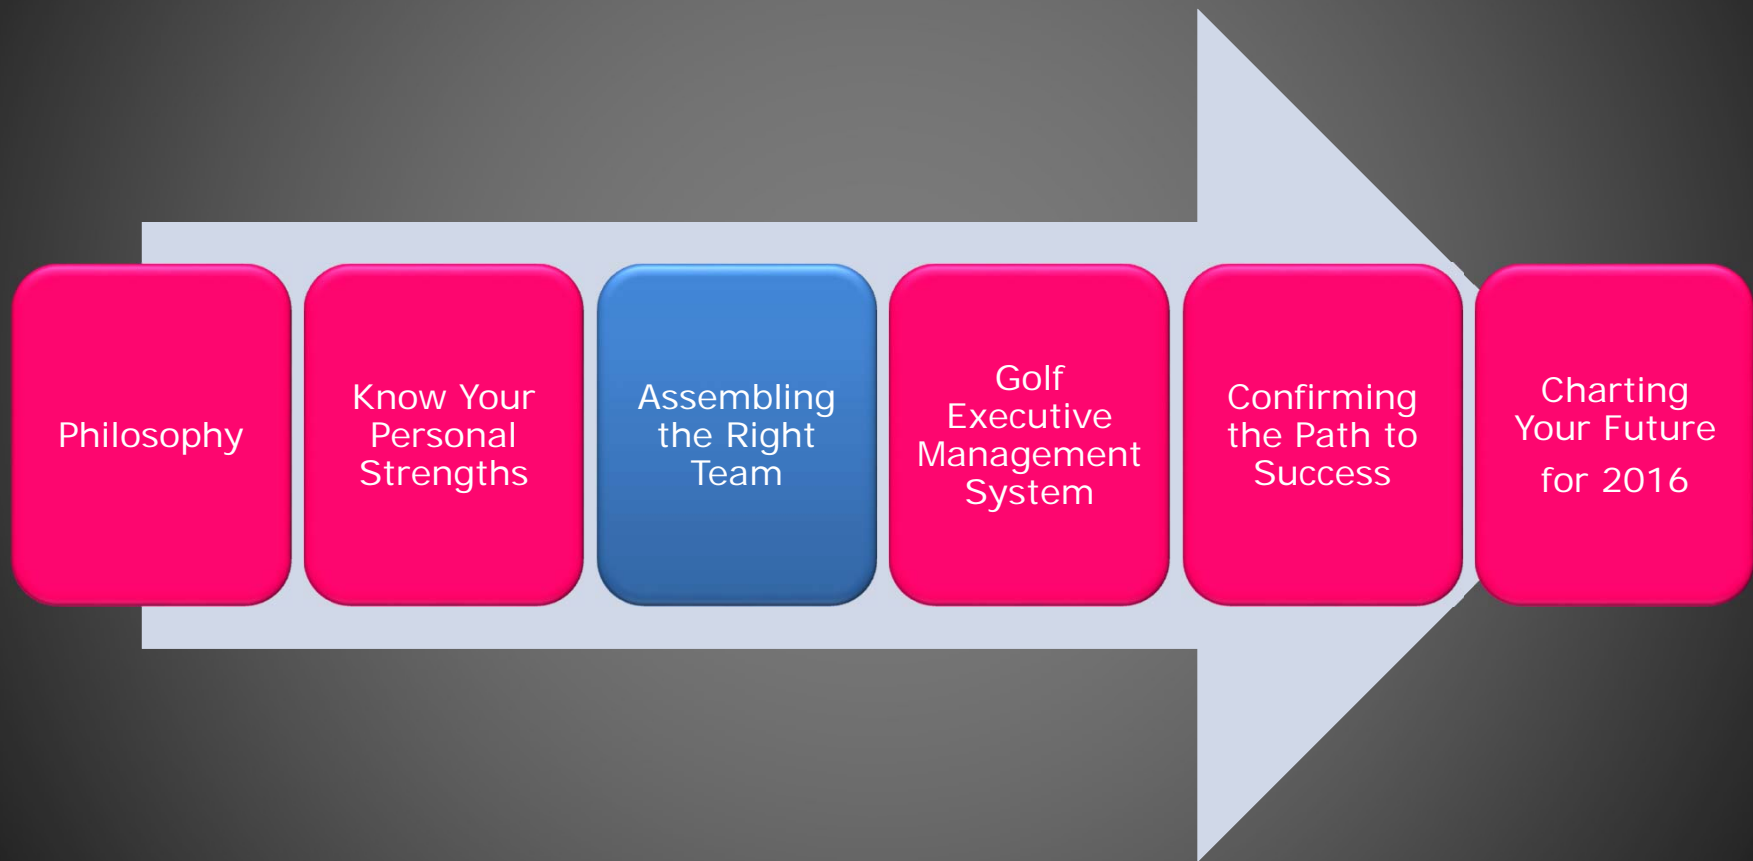 Philosophy
Know Your
Personal
Strengths
Assembling
the Right
Team
Golf
Executive
Management
System
Confirming
the Path to
Success
Charting
Your Future
for 2016